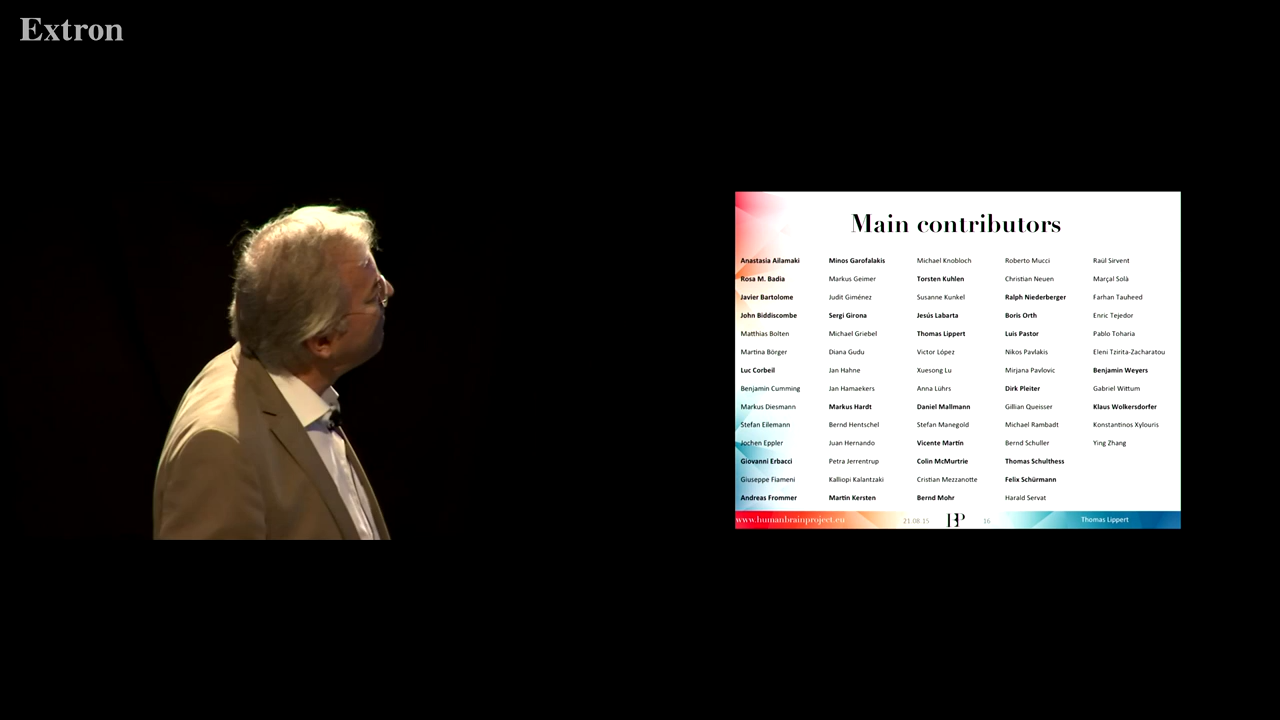 Extron
Main contributors
Anastasia Ailamaki Minos Garofalakis Michael Knobloch Roberto Mucci Raül Sirvent
Rosa M. Badia Markus Geimer Torsten Kuhlen Christian Neuen Marçal Solà
Javier Bartolome Judit Giménez Susanne Kunkel Ralph Niederberger Farhan Tauheed
John Biddiscombe Sergi Girona Jesús Labarta Boris Orth Enric Tejedor
Matthias Bolten Michael Griebel Thomas Lippert Luis Pastor Pablo Toharia
Martina Börger Diana Gudu Victor López Nikos Pavlakis Eleni Tzirita-Zacharatou
Luc Corbeil Jan Hahne Xuesong Lu Mirjana Pavlovic Benjamin Weyers
Benjamin Cumming Jan Hamaekers Anna Lührs Dirk Pleiter Gabriel Wittum
Markus Diesmann Markus Hardt Daniel Mallmann Gillian Queisser Klaus Wolkersdorfer
Stefan Eilemann Bernd Hentschel Stefan Manegold Michael Rambadt Konstantinos Xylouris
Jochen Eppler Juan Hernando Vicente Martín Bernd Schuller Ying Zhang
Giovanni Erbacci Petra Jerrentrup Colin McMurtrie Thomas Schulthess
Giuseppe Fiameni Kalliopi Kalantzaki Cristian Mezzanotte Felix Schürmann
Andreas Frommer Martin Kersten Bernd Mohr Harald Servat
www.humanbrainproject.eu 21.08.15 16 Thomas Lippert